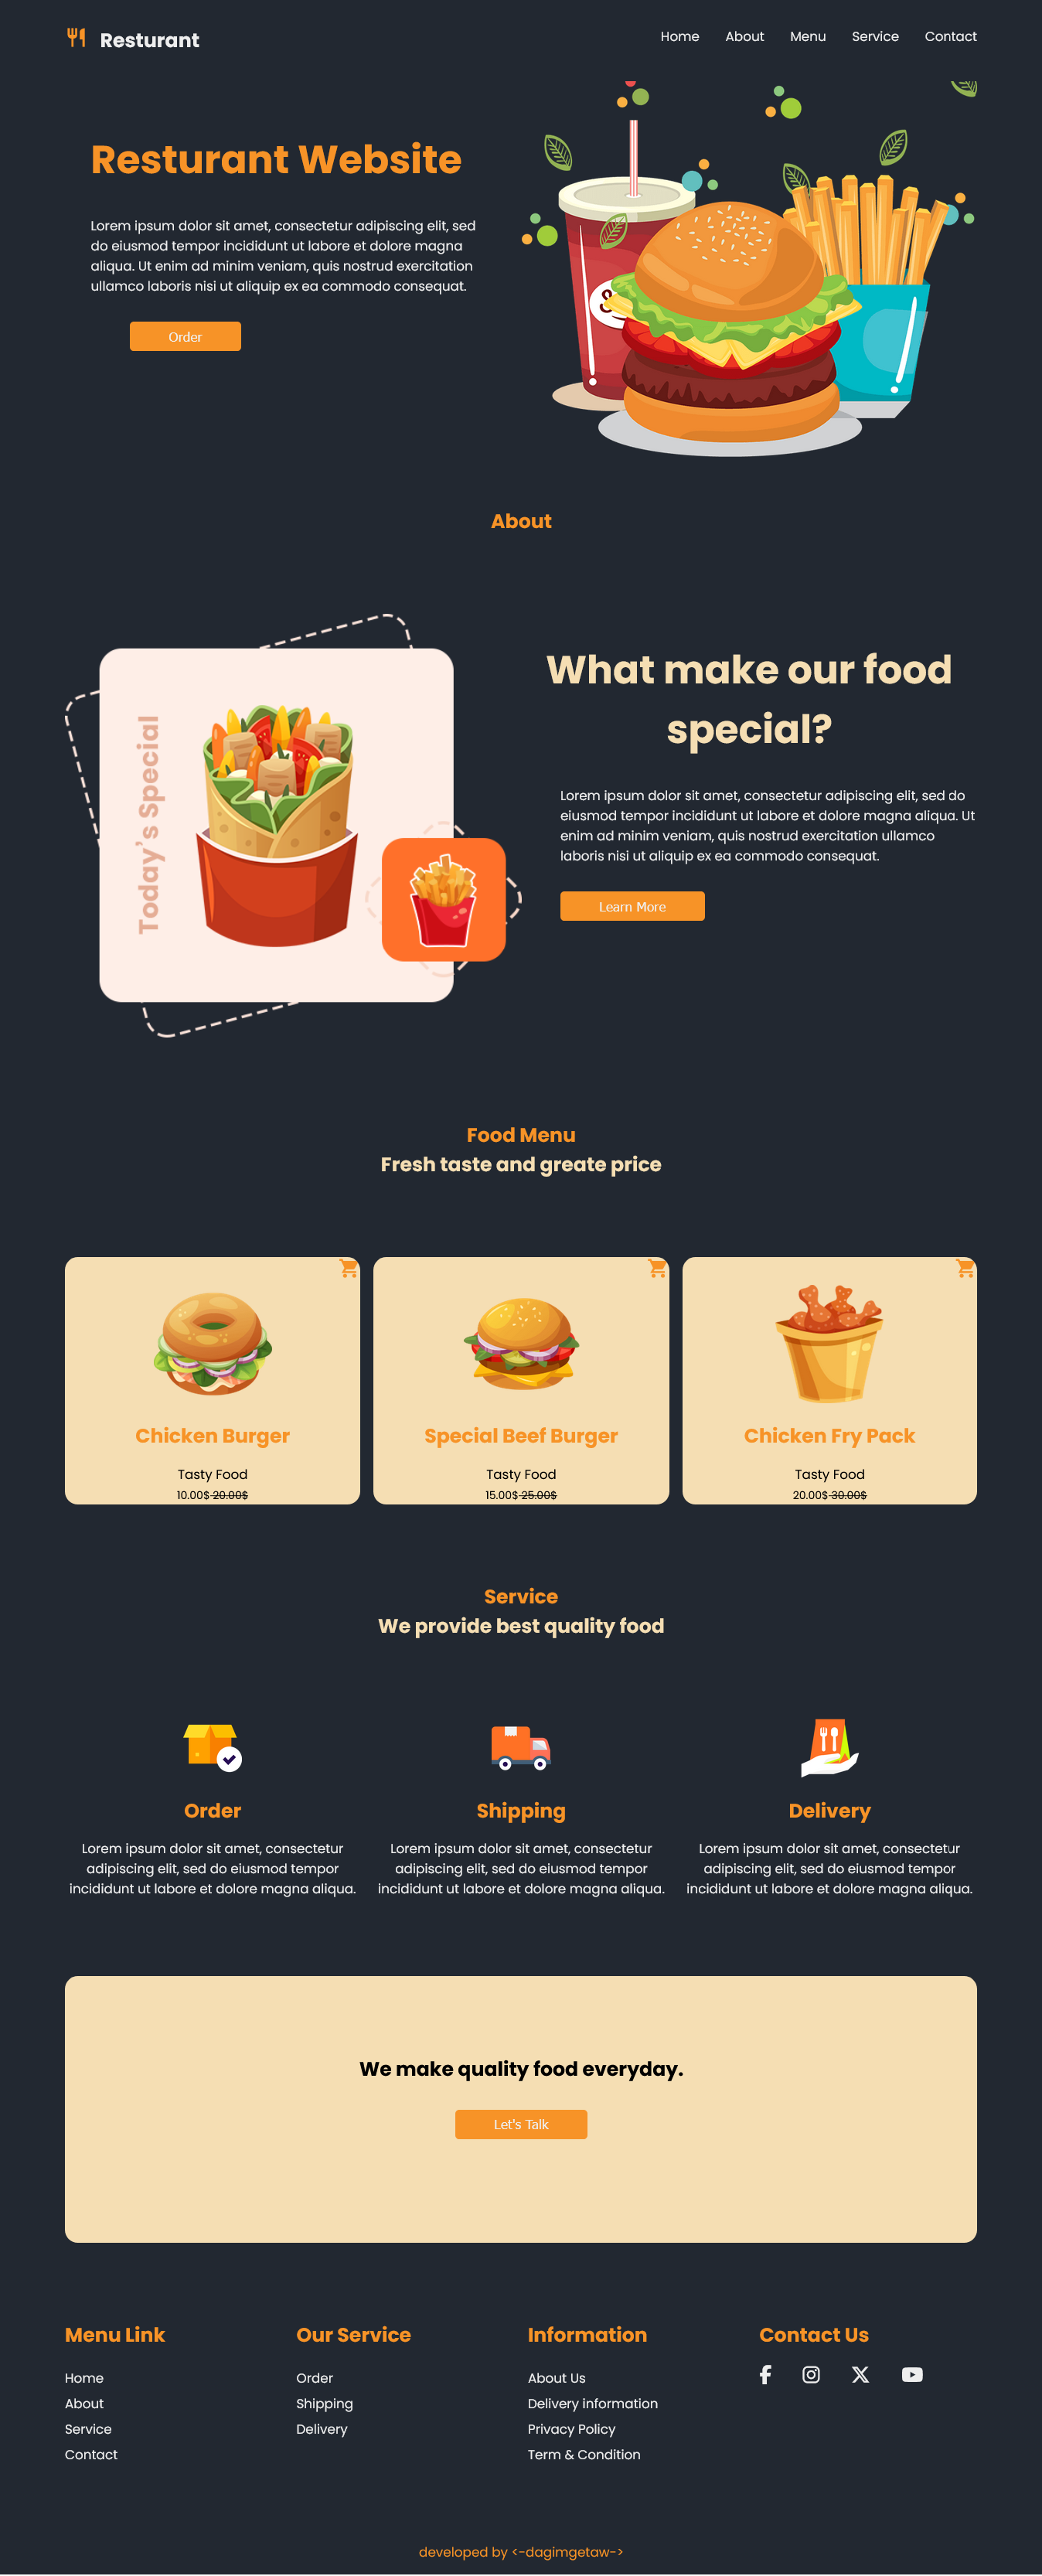 Resturant
Home About Menu Service Contact
Resturant Website
Lorem ipsum dolor sit amet, consectetur adipiscing elit, sed
do eiusmod tempor incididunt ut labore et dolore magna
aliqua. Ut enim ad minim veniam, quis nostrud exercitation
ullamco laboris nisi ut aliquip ex ea commodo consequat.
Order
About
Today's Special
What make our food
special?
Lorem ipsum dolor sit amet, consectetur adipiscing elit, sed do
eiusmod tempor incididunt ut labore et dolore magna aliqua. Ut
enim ad minim veniam, quis nostrud exercitation ullamco
laboris nisi ut aliquip ex ea commodo consequat.
Learn More
Food Menu
Fresh taste and greate price
Chicken Burger
Tasty Food
10.00$ 20.00$
Special Beef Burger
Tasty Food
15.00$ 25.00$
Chicken Fry Pack
Tasty Food
20.00$ 30.00$
Service
We provide best quality food
Order
Lorem ipsum dolor sit amet, consectetur
adipiscing elit, sed do eiusmod tempor
incididunt ut labore et dolore magna aliqua.
Shipping
Lorem ipsum dolor sit amet, consectetur
adipiscing elit, sed do eiusmod tempor
incididunt ut labore et dolore magna aliqua.
Delivery
Lorem ipsum dolor sit amet, consectetur
adipiscing elit, sed do eiusmod tempor
incididunt ut labore et dolore magna aliqua.
We make quality food everyday.
Let's Talk
Menu Link
Home
About
Service
Contact
Our Service
Order
Shipping
Delivery
Information
About Us
Delivery information
Privacy Policy
Term & Condition
Contact Us
developed by <-dagimgetaw->